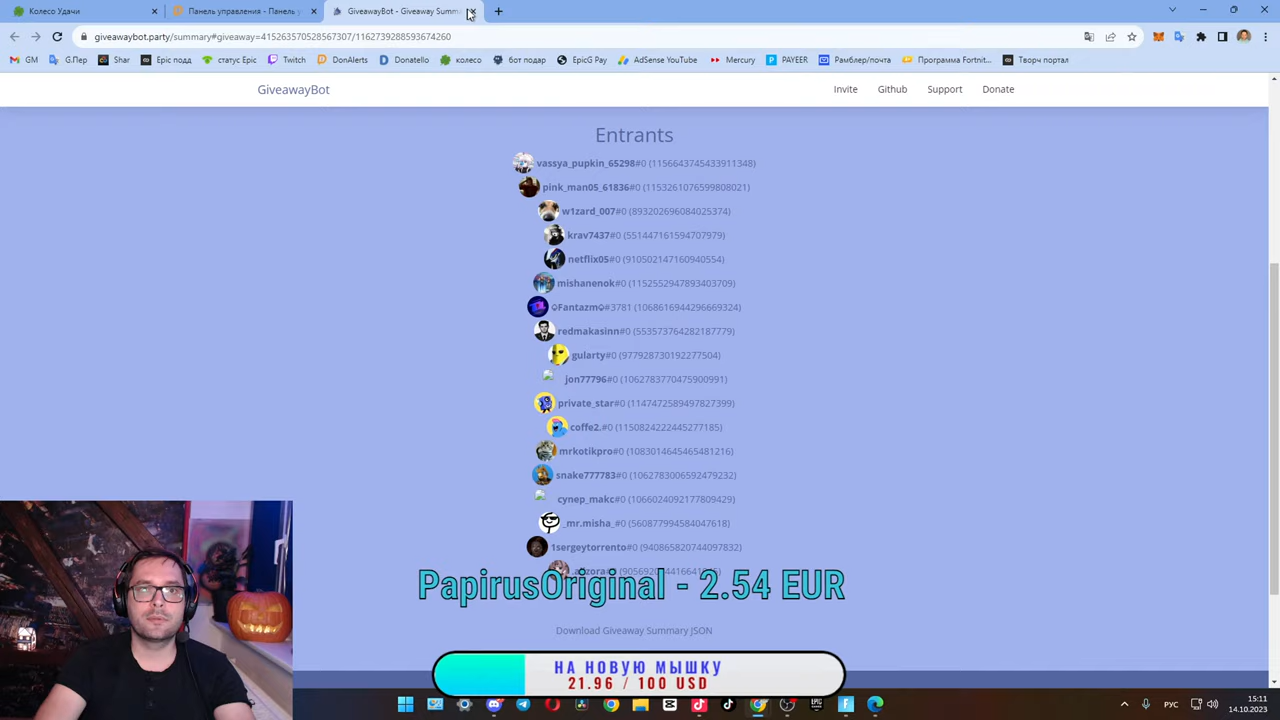 Колесо Удачи
Панель управления - Панель у
GiveawayBot - Giveaway Summ
giveawaybot.party/summary#giveaway=415263570528567307/1162739288593674260
GM
G.Пер
Shar
Epic подд
статус Epic
Twitch
DonAlerts
Donatello
колесо
бот подар
EpicG Pay
AdSense YouTube
Mercury
PAYEER
Рамблер/почта
Программа Fortnit...
Творч портал
GiveawayBot
Invite
Github
Support
Donate
Entrants
vassya_pupkin_65298#0 (1156643745433911348)
pink_man05_61836#0 (1153261076599808021)
w1zard_007#0 (893202696084025374)
krav7437#0 (551447161594707979)
netflix05#0 (910502147160940554)
mishanenok#0 (1152552947893403709)
Fantazm#3781 (1068616944296669324)
redmakasinn#0 (553573764282187779)
gularty#0 (977928730192277504)
jon77796#0 (1062783770475900991)
private_star#0 (1147472589497827399)
coffe2.#0 (1150824222445277185)
mrkotikpro#0 (1083014645465481216)
snake777783#0 (1062783006592479232)
супер_макс#0 (1066024092177809429)
_mr.misha_#0 (560877994584047618)
1sergeytorrento#0 (940865820744097832)
PapirusOriginal - 2.54 EUR
Download Giveaway Summary JSON
НА НОВУЮ МЫШКУ
21.96 / 100 USD
EPIC
GAMES
РУС
15:11
14.10.2023